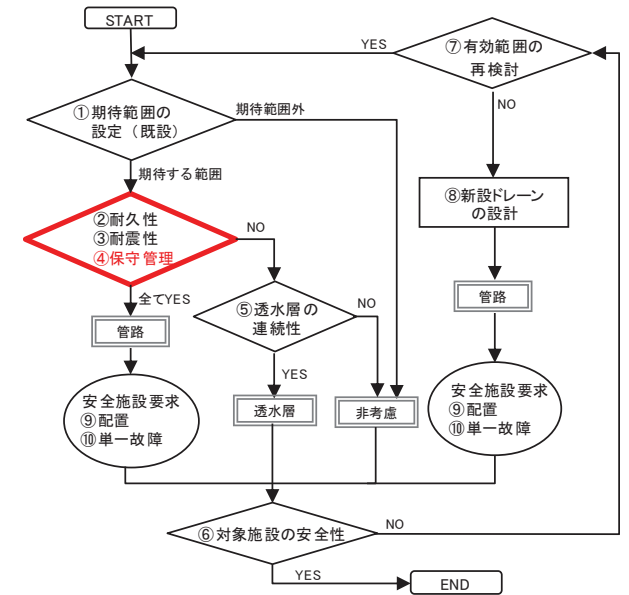 START
YES
⑦有効範囲の
再検討
①期待範囲の
設定（既設）
期待範囲外
NO
期待する範囲
⑧新設ドレーン
の設計
②耐久性
③耐震性
④保守管理
NO
全てYES
管路
⑤透水層の
連続性
NO
管路
YES
透水層
非考慮
安全施設要求
⑨配置
⑩単一故障
安全施設要求
⑨配置
⑩単一故障
⑥対象施設の安全性
NO
YES
END